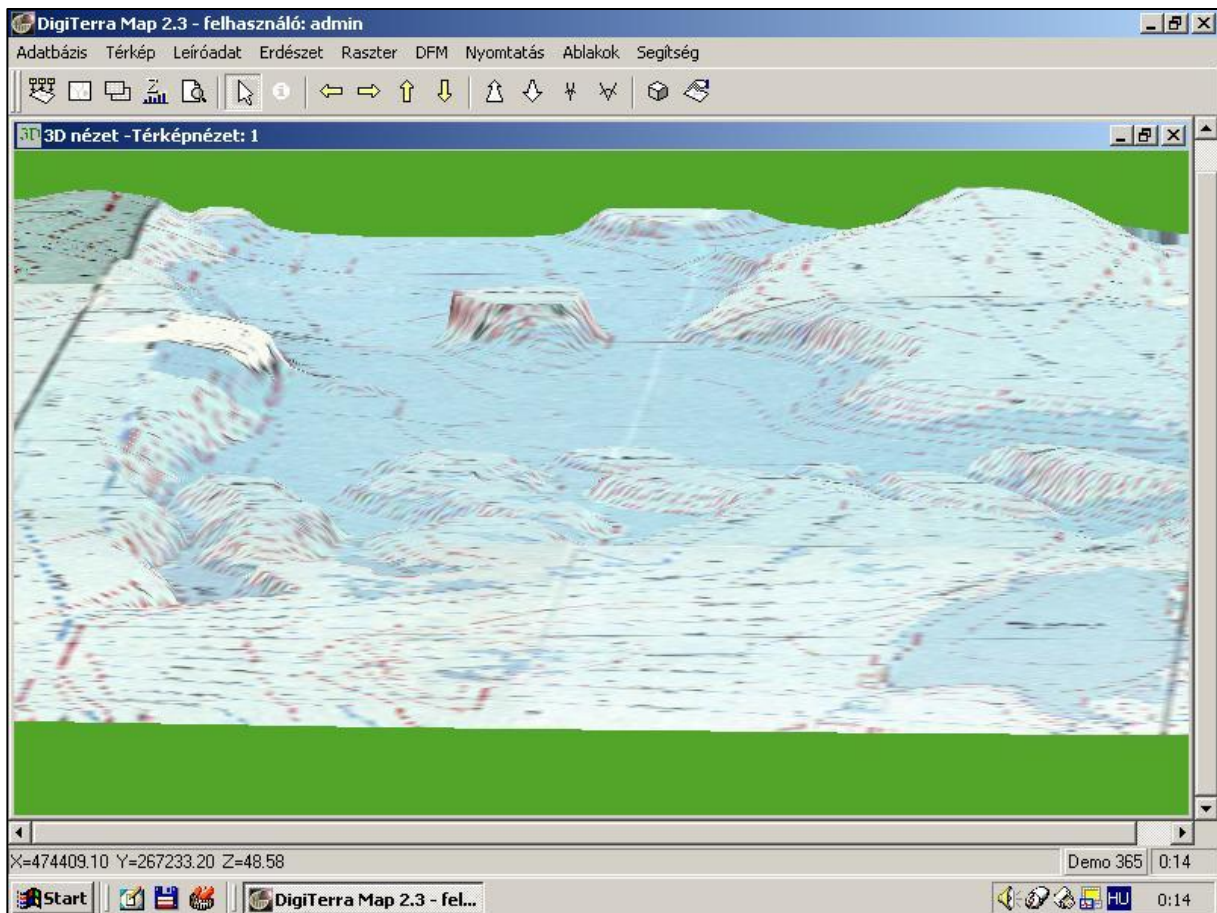 DigiTerra Map 2.3 - felhasználó: admin
Adatbázis Térkép Leíróadat Erdészet Raszter DFM Nyomtatás Ablakok Segítség
3D 3D nézet -Térképnézet: 1
X=474409.10 Y=267233.20 Z=48.58
Demo 365 0:14
Start DigiTerra Map 2.3 - fel... HU 0:14